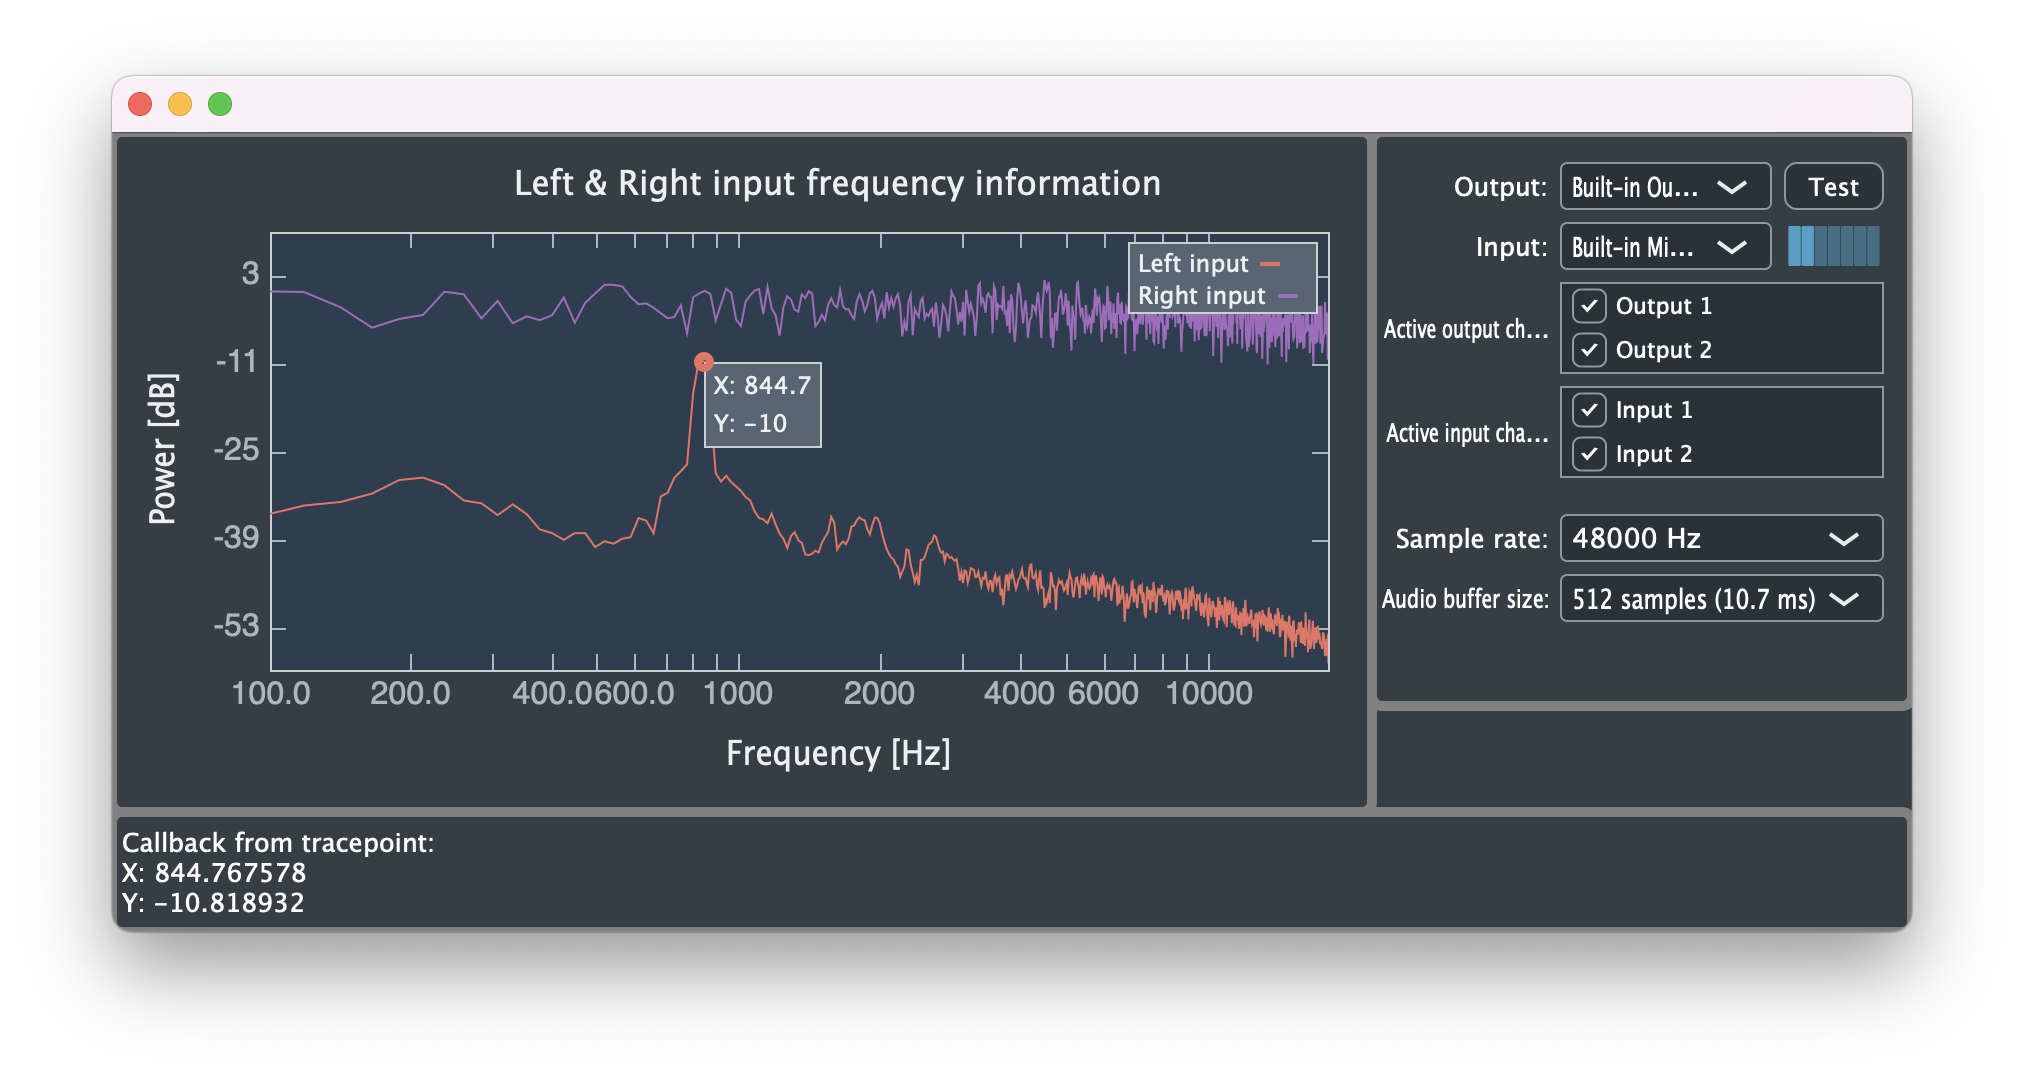 Left & Right input frequency information
Left input
Right input
3
-11
-25
-39
-53
Power [dB]
X: 844.7
Y: -10
100.0 200.0 400.0600.0 1000 2000 4000 6000 10000
Frequency [Hz]
Output: Built-in Ou... Test
Input: Built-in Mi...
Active output ch...
Output 1
Output 2
Active input cha...
Input 1
Input 2
Sample rate: 48000 Hz
Audio buffer size: 512 samples (10.7 ms)
Callback from tracepoint:
X: 844.767578
Y: -10.818932